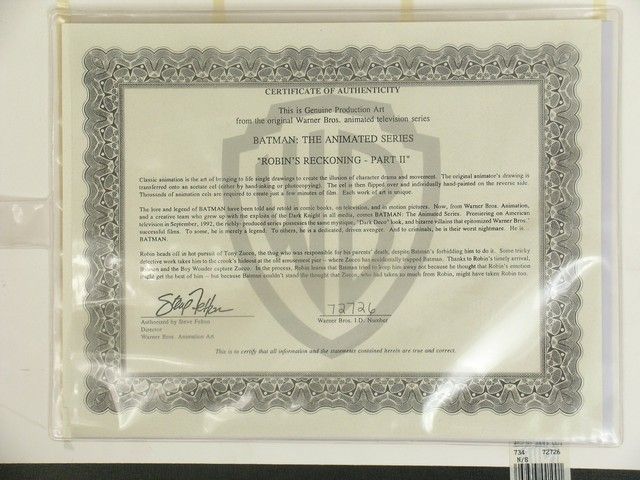 CERTIFICATE OF AUTHENTICITY
This is Genuine Production Art
from the original Warner Bros. animated television series
BATMAN: THE ANIMATED SERIES
"ROBIN'S RECKONING - PART II"
Classic animation is the art of bringing to life single drawings to create the illusion of character drama and movement. The original animator's drawing is
transferred onto an acetate cel (either by hand-inking or photocopying). The cel is then flipped over and individually hand-painted on the reverse side.
Thousands of animation cels are required to create just a few minutes of film. Each work of art is unique.
The lore and legend of BATMAN have been told and retold in comic books, on television, and in motion pictures. Now, from Warner Bros. Animation,
and a creative team who grew up with the exploits of the Dark Knight in all media, comes BATMAN: The Animated Series. Premiering on American
television in September, 1992, the richly-produced series possesses the same mystique, "Dark Deco" look, and bizarre villains that epitomized Warner Bros.'
successful films. To some, he is merely a legend. To others, he is a dedicated, driven avenger. And to criminals, he is their worst nightmare. He is...
BATMAN.
Robin heads off in hot pursuit of Tony Zucco, the thug who was responsible for his parents' death, despite Batman's forbidding him to do it. Some tricky
detective work takes him to the crook's hideout at the old amusement pier -- where Zucco has accidentally trapped Batman. Thanks to Robin's timely arrival,
Batman and the Boy Wonder capture Zucco. In the process, Robin learns that Batman tried to keep him away not because he thought that Robin's emotion
might get the best of him -- but because Batman couldn't stand the thought that Zucco, who had taken so much from Robin, might have taken Robin too.
Steve Felton 72726
Authorized by Steve Felton Warner Bros. I.D. Number
Director
Warner Bros. Animation Art
This is to certify that all information and the statements contained herein are true and correct.
734 72726
N/S